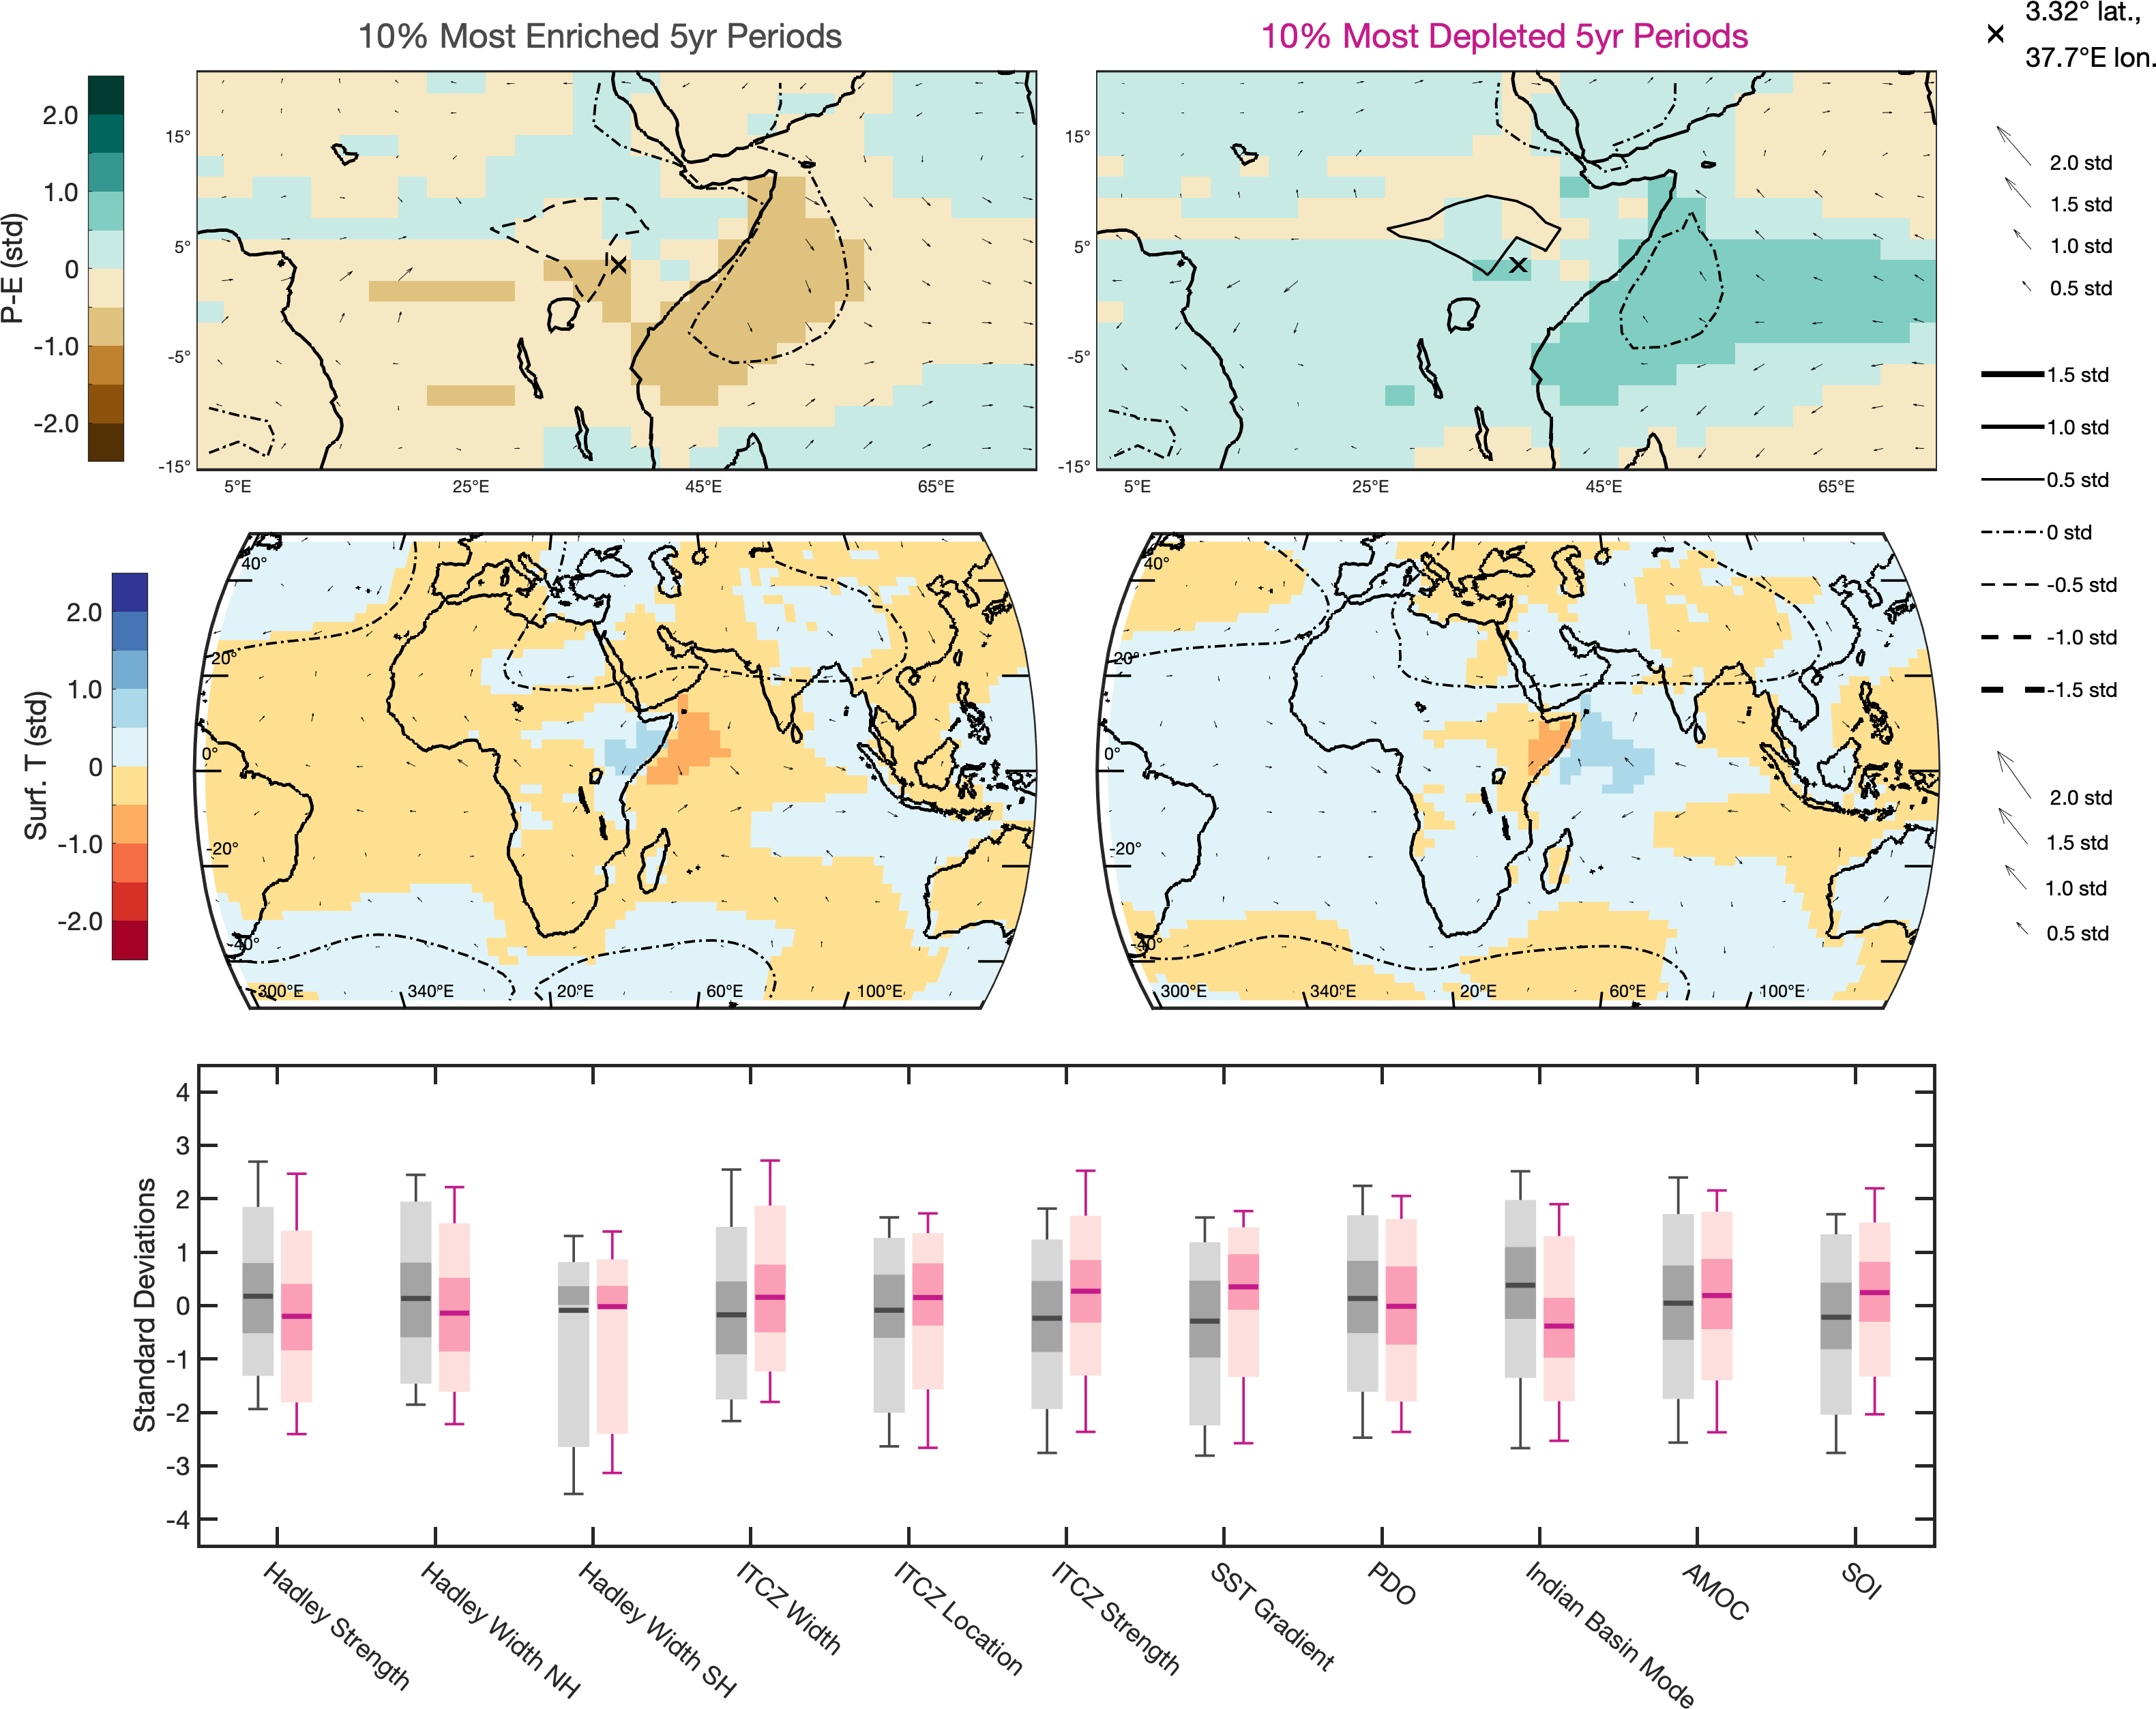 10% Most Enriched 5yr Periods
10% Most Depleted 5yr Periods
3.32° lat.,
37.7°E lon.
P-E (std)
2.0
1.0
0
-1.0
-2.0
15°
5°
-5°
-15°
5°E
25°E
45°E
65°E
15°
5°
-5°
-15°
5°E
25°E
45°E
65°E
2.0 std
1.5 std
1.0 std
0.5 std
1.5 std
1.0 std
0.5 std
0 std
-0.5 std
-1.0 std
-1.5 std
Surf. T (std)
2.0
1.0
0
-1.0
-2.0
40°
20°
0°
-20°
-40°
300°E
340°E
20°E
60°E
100°E
40°
20°
0°
-20°
-40°
300°E
340°E
20°E
60°E
100°E
2.0 std
1.5 std
1.0 std
0.5 std
Standard Deviations
4
3
2
1
0
-1
-2
-3
-4
Hadley Strength
Hadley Width NH
Hadley Width SH
ITCZ Width
ITCZ Location
ITCZ Strength
SST Gradient
PDO
Indian Basin Mode
AMOC
SOI